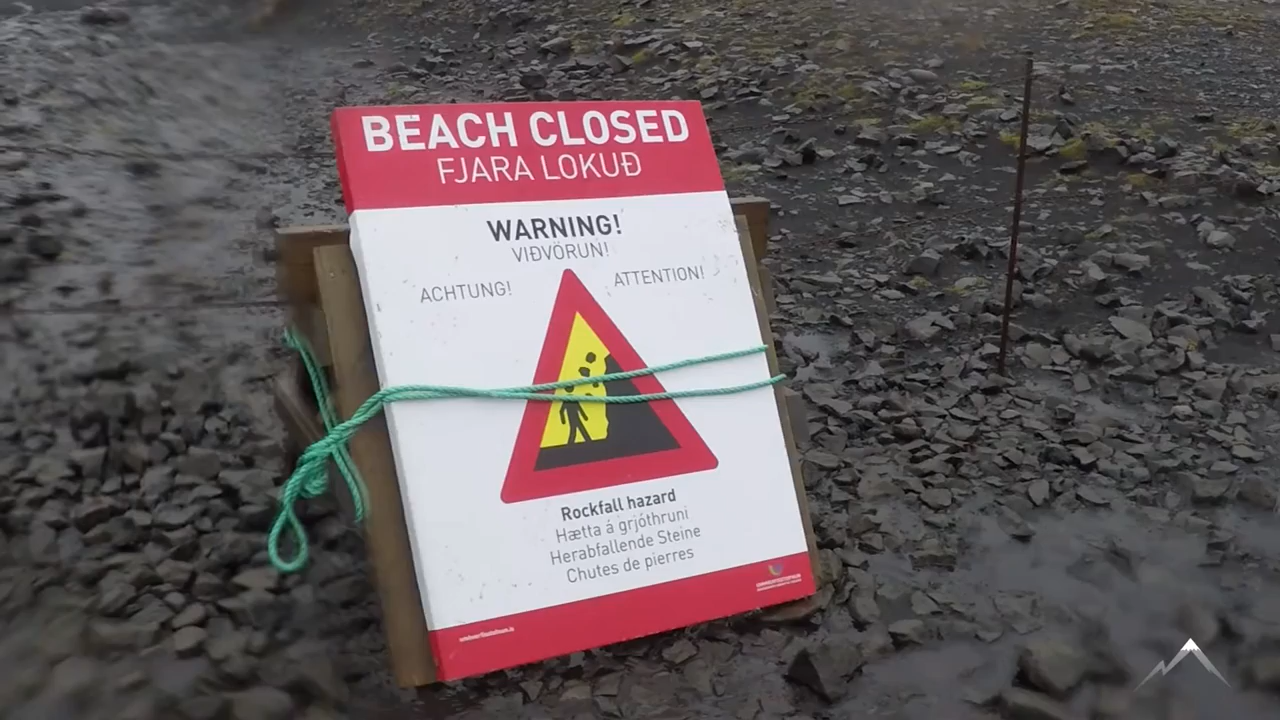 BEACH CLOSED
FJARA LOKUÐ
WARNING!
VIÐVÖRUN!
ACHTUNG!
ATTENTION!
Rockfall hazard
Hætta á grjóthruni
Herabfallende Steine
Chutes de pierres